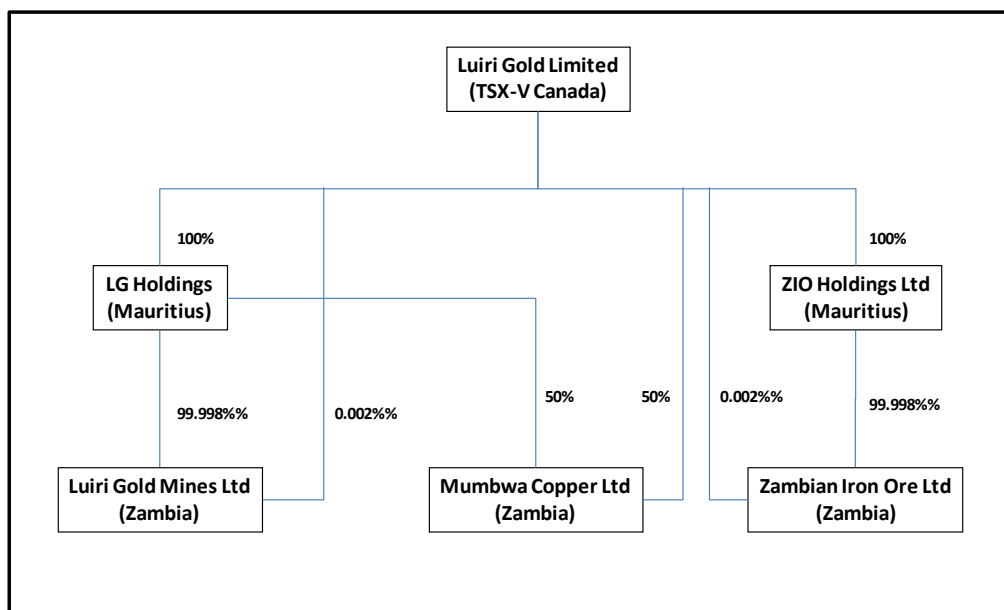 Luiri Gold Limited
(TSX-V Canada)
100%
100%
LG Holdings
(Mauritius)
ZIO Holdings Ltd
(Mauritius)
99.998%%
0.002%%
50%
50%
0.002%%
99.998%%
Luiri Gold Mines Ltd
(Zambia)
Mumbwa Copper Ltd
(Zambia)
Zambian Iron Ore Ltd
(Zambia)